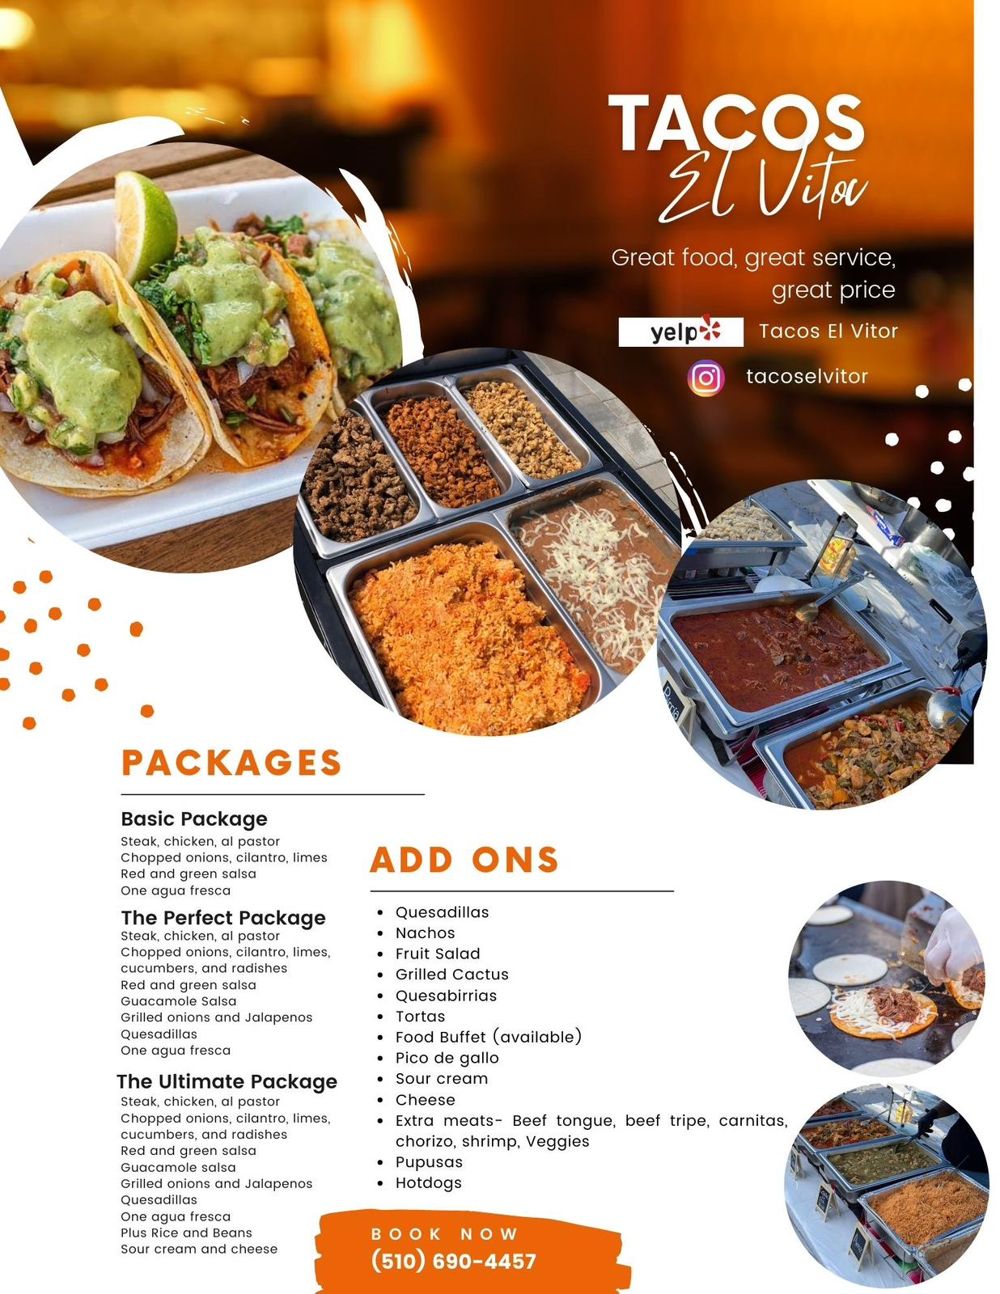 TACOS
El Vitor
Great food, great service,
great price
yelp
Tacos El Vitor
tacoselvitor
PACKAGES
Basic Package
Steak, chicken, al pastor
Chopped onions, cilantro, limes
Red and green salsa
One agua fresca
The Perfect Package
Steak, chicken, al pastor
Chopped onions, cilantro, limes,
cucumbers, and radishes
Red and green salsa
Guacamole Salsa
Grilled onions and Jalapenos
Quesadillas
One agua fresca
The Ultimate Package
Steak, chicken, al pastor
Chopped onions, cilantro, limes,
cucumbers, and radishes
Red and green salsa
Guacamole salsa
Grilled onions and Jalapenos
Quesadillas
One agua fresca
Plus Rice and Beans
Sour cream and cheese
ADD ONS
• Quesadillas
• Nachos
• Fruit Salad
• Grilled Cactus
• Quesabirrias
• Tortas
• Food Buffet (available)
• Pico de gallo
• Sour cream
• Cheese
• Extra meats- Beef tongue, beef tripe, carnitas,
chorizo, shrimp, Veggies
• Pupusas
• Hotdogs
BOOK NOW
(510) 690-4457